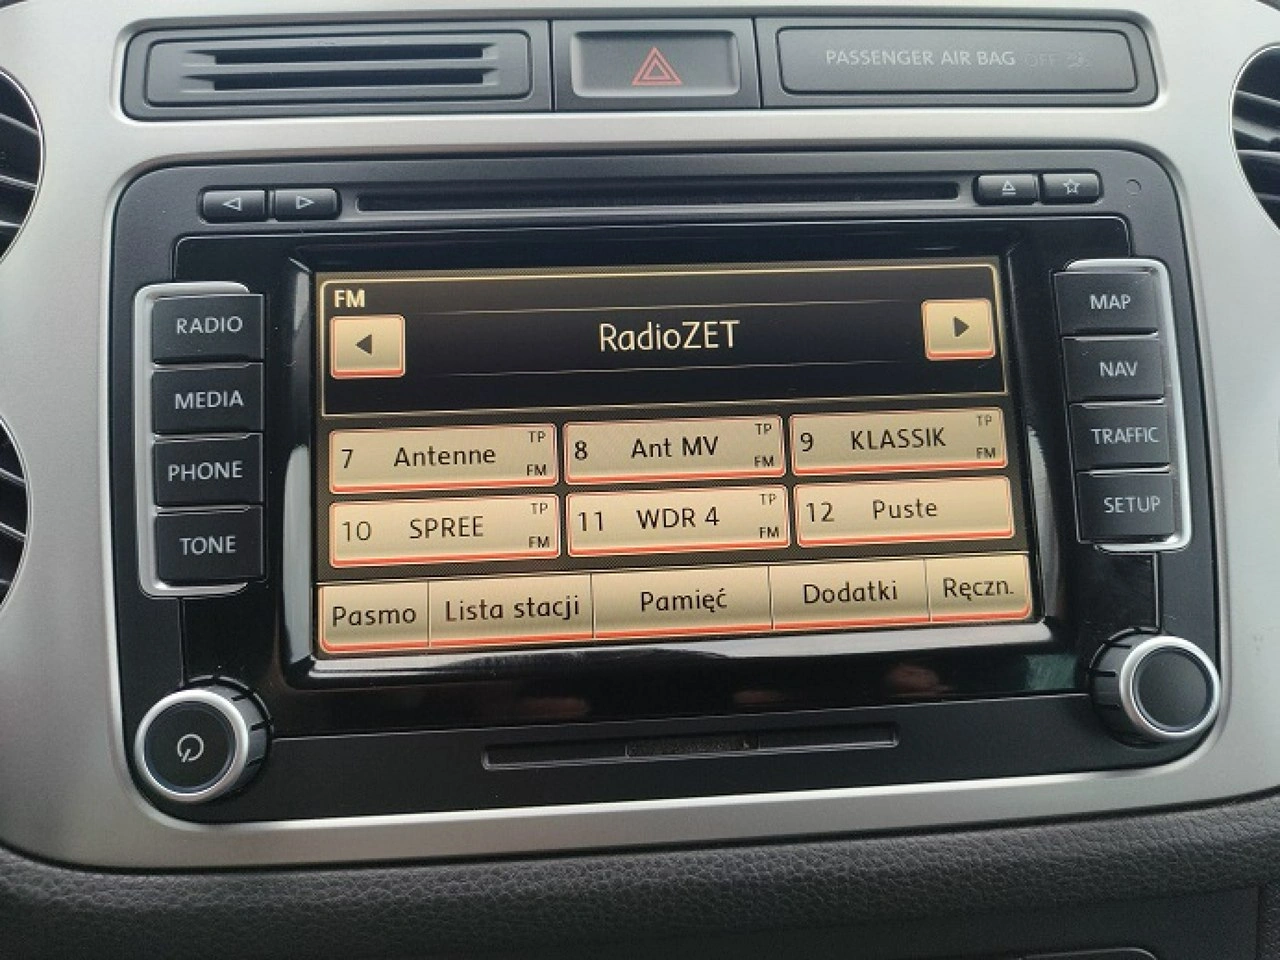 PASSENGER AIR BAG OFF
RADIO
MEDIA
PHONE
TONE
FM
RadioZET
7 Antenne TP FM
8 Ant MV TP FM
9 KLASSIK TP FM
10 SPREE TP FM
11 WDR 4 TP FM
12 Puste
Pasmo Lista stacji Pamięć Dodatki Ręczn.
MAP
NAV
TRAFFIC
SETUP